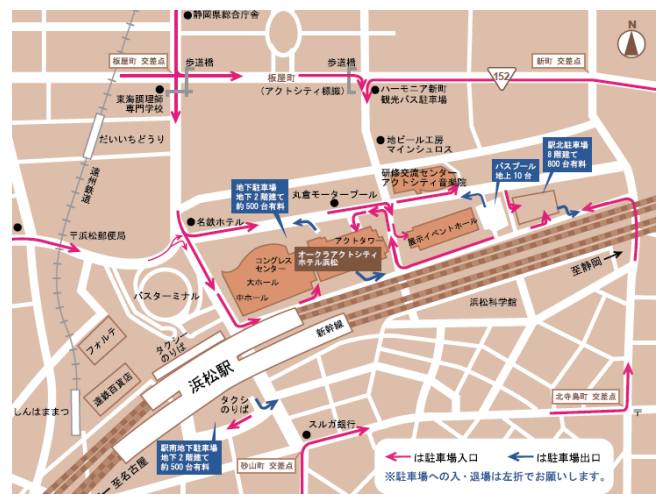 静岡県総合庁舎
板屋町 交差点
歩道橋
歩道橋
新町 交差点
N
152
板屋町
(アクトシティ標識)
東海調理師
専門学校
ハーモニア新町
観光バス駐車場
だいいちどうり
地ビール工房
マインシュロス
駅北駐車場
8階建て
800台有料
バスプール
地上10台
研修交流センター
アクトシティ音楽院
遠州鉄道
地下駐車場
地下2階建て
約500台有料
丸倉モータープール
名鉄ホテル
〒浜松郵便局
アクトタワー
展示イベントホール
オークラアクトシティ
ホテル浜松
コングレス
センター
大ホール
中ホール
至静岡
バスターミナル
浜松科学館
新幹線
フォルテ
タクシー
のりば
浜松駅
遠鉄百貨店
タクシー
のりば
しんはままつ
北寺島町 交差点
〒
スルガ銀行
駅南地下駐車場
地下2階建て
約500台有料
砂山町 交差点
至名古屋
は駐車場入口
は駐車場出口
※駐車場への入・退場は左折でお願いします。